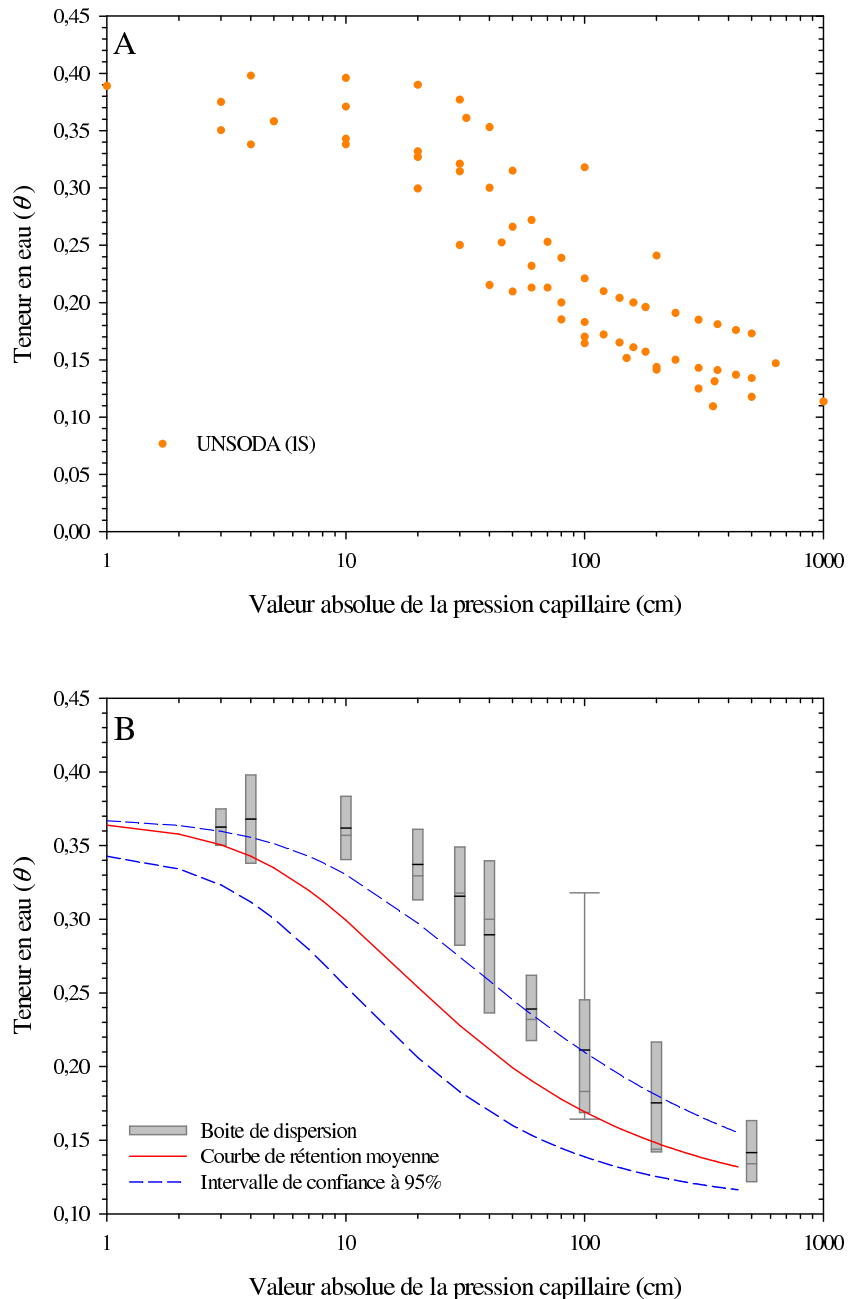 0,45
A
0,40
0,35
0,30
0,25
0,20
0,15
0,10
0,05
0,00
Teneur en eau (θ)
UNSODA (lS)
1
10
100
1000
Valeur absolue de la pression capillaire (cm)
0,45
B
0,40
0,35
0,30
0,25
0,20
0,15
0,10
Teneur en eau (θ)
Boite de dispersion
Courbe de rétention moyenne
Intervalle de confiance à 95%
1
10
100
1000
Valeur absolue de la pression capillaire (cm)